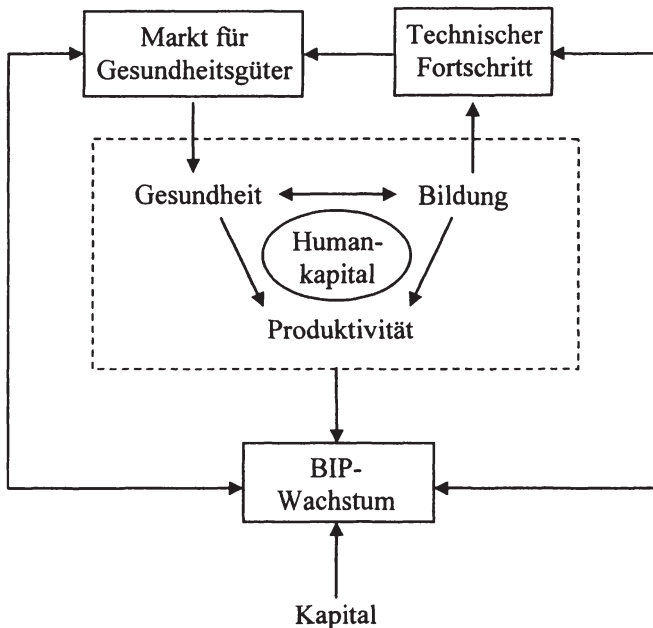 Markt für
Gesundheitsgüter
Technischer
Fortschritt
Gesundheit
Bildung
Human-
kapital
Produktivität
BIP-
Wachstum
Kapital